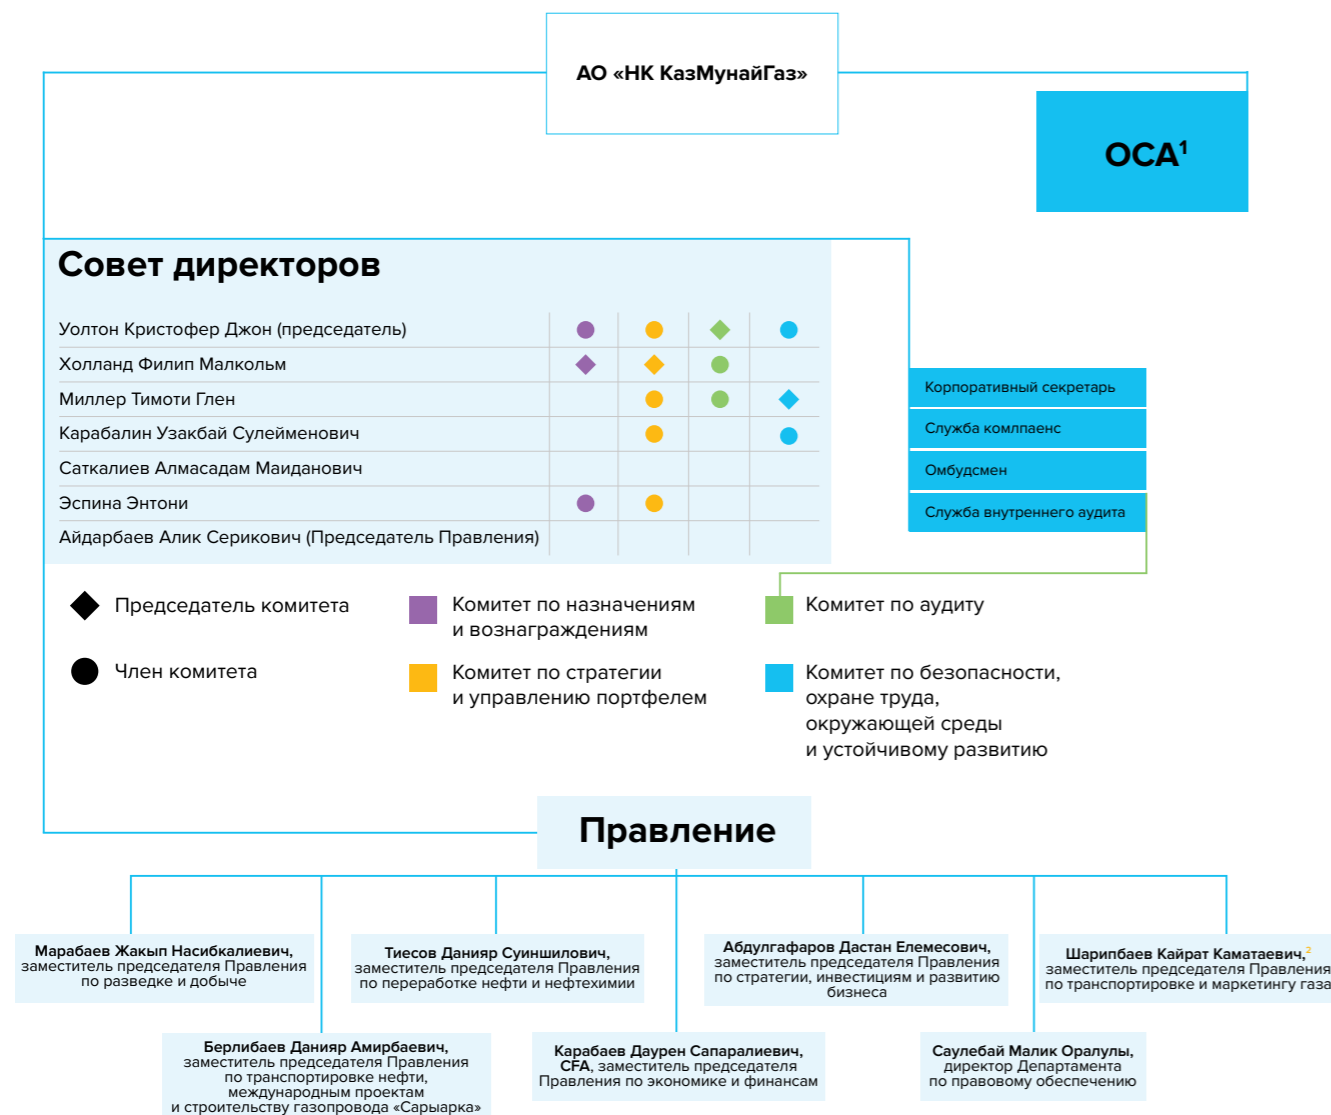 АО «НК КазМунайГаз»
ОСА¹
Совет директоров
Уолтон Кристофер Джон (председатель)
Холланд Филип Малкольм
Миллер Тимоти Глен
Карабалин Узакбай Сулейменович
Саткалиев Алмасадам Маиданович
Эспина Энтони
Айдарбаев Алик Серикович (Председатель Правления)
Корпоративный секретарь
Служба комлпаенс
Омбудсмен
Служба внутреннего аудита
Председатель комитета
Член комитета
Комитет по назначениям
и вознаграждениям
Комитет по стратегии
и управлению портфелем
Комитет по аудиту
Комитет по безопасности,
охране труда,
окружающей среды
и устойчивому развитию
Правление
Марабаев Жакып Насибкалиевич,
заместитель председателя Правления
по разведке и добыче
Тиесов Данияр Суиншилович,
заместитель председателя Правления
по переработке нефти и нефтехимии
Абдулгафаров Дастан Елемесович,
заместитель председателя Правления
по стратегии, инвестициям и развитию
бизнеса
Шарипбаев Кайрат Каматаевич,²
заместитель председателя Правления
по транспортировке и маркетингу газа
Берлибаев Данияр Амирбаевич,
заместитель председателя Правления
по транспортировке нефти,
международным проектам
и строительству газопровода «Сарыарка»
Карабаев Даурен Сапаралиевич,
CFA, заместитель председателя
Правления по экономике и финансам
Саулебай Малик Оралулы,
директор Департамента
по правовому обеспечению